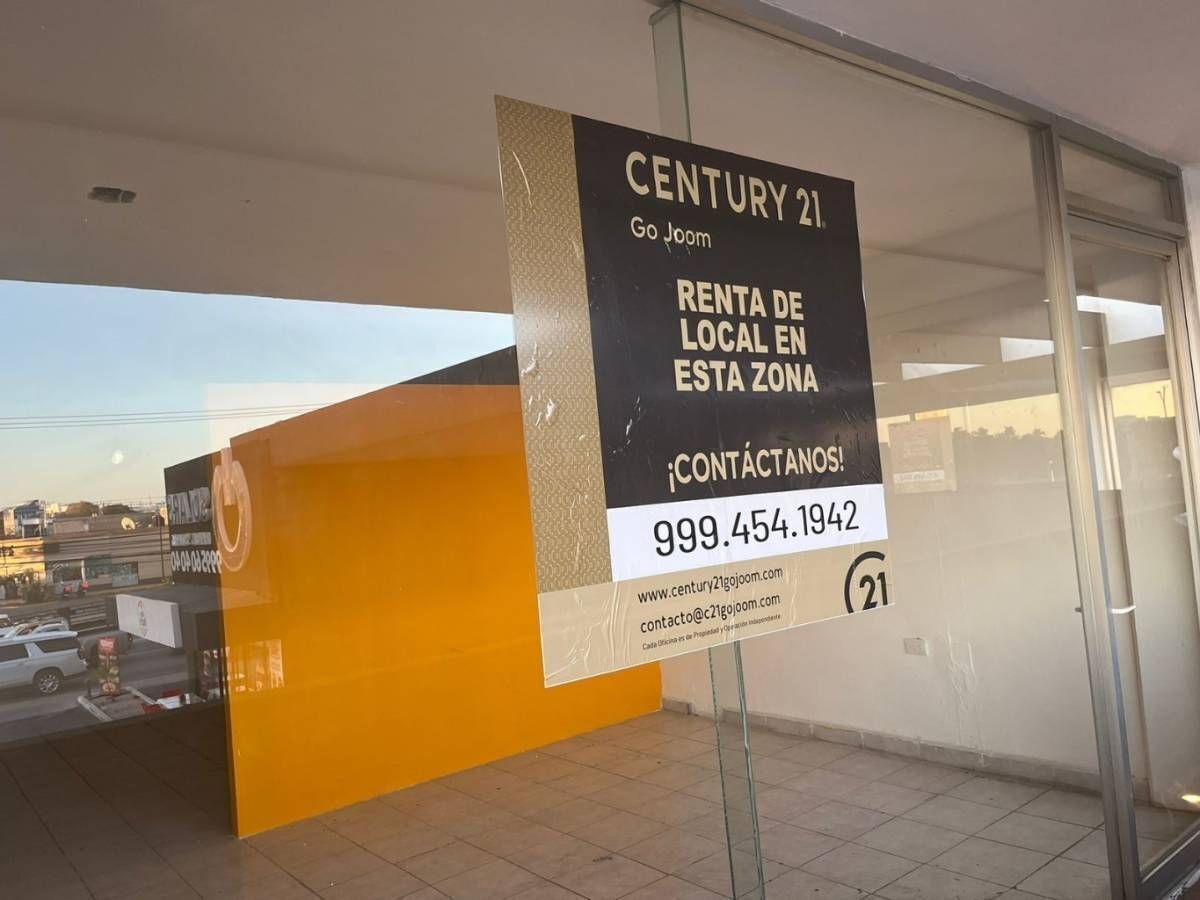 CENTURY 21
Go Joom
RENTA DE
LOCAL EN
ESTA ZONA
¡CONTÁCTANOS!
999.454.1942
www.century21gojoom.com
contacto@c21gojoom.com
Cada Oficina es de Propiedad y Operación Independiente
21